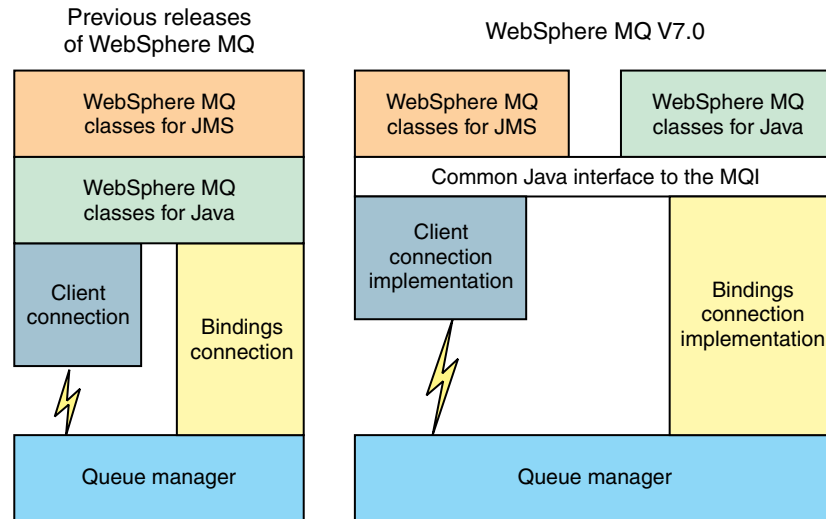 Previous releases
of WebSphere MQ
WebSphere MQ
classes for JMS
WebSphere MQ
classes for Java
Client
connection
Bindings
connection
Queue manager
WebSphere MQ V7.0
WebSphere MQ
classes for JMS
WebSphere MQ
classes for Java
Common Java interface to the MQI
Client
connection
implementation
Bindings
connection
implementation
Queue manager